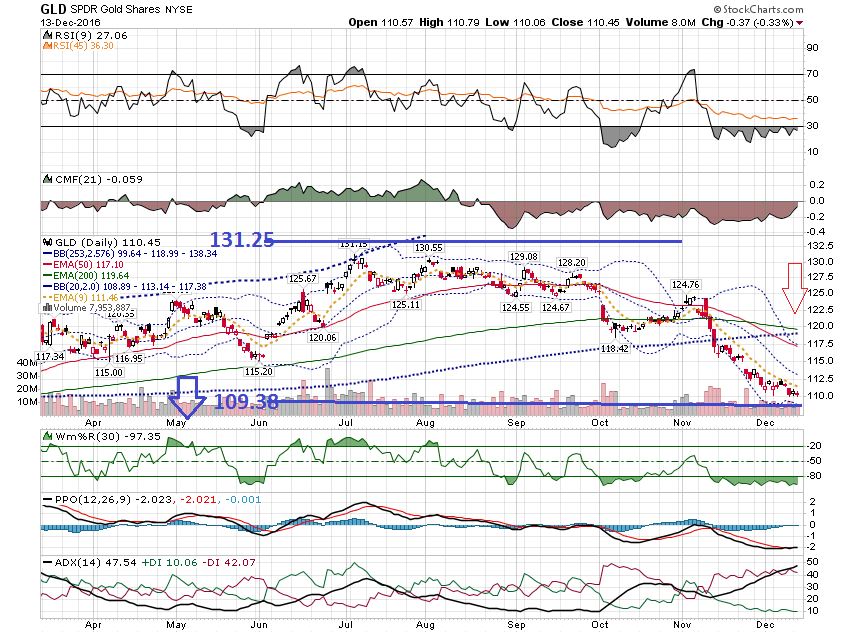 GLD SPDR Gold Shares NYSE
© StockCharts.com
13-Dec-2016
Open 110.57 High 110.79 Low 110.06 Close 110.45 Volume 8.0M Chg -0.37 (-0.33%)
RSI(9) 27.06
RSI(45) 36.30
90
70
50
30
10
CMF(21) -0.059
0.2
0.0
-0.2
-0.4
GLD (Daily) 110.45
BB(253,2.576) 99.64 - 118.99 - 138.34
EMA(50) 117.10
EMA(200) 119.64
BB(20,2.0) 108.89 - 113.14 - 117.38
EMA(9) 111.46
Volume 7,953,887
131.25
109.38
131.15
130.55
129.08
128.20
125.67
125.11
124.55
124.67
124.76
120.06
118.42
117.34
116.95
115.00
115.20
132.5
130.0
127.5
125.0
122.5
120.0
117.5
115.0
112.5
110.0
40M
30M
20M
10M
Apr May Jun Jul Aug Sep Oct Nov Dec
Wm%R(30) -97.35
-20
-50
-80
PPO(12,26,9) -2.023, -2.021, -0.001
2
1
0
-1
-2
ADX(14) 47.54 +DI 10.06 -DI 42.07
50
40
30
20
10
Apr May Jun Jul Aug Sep Oct Nov Dec